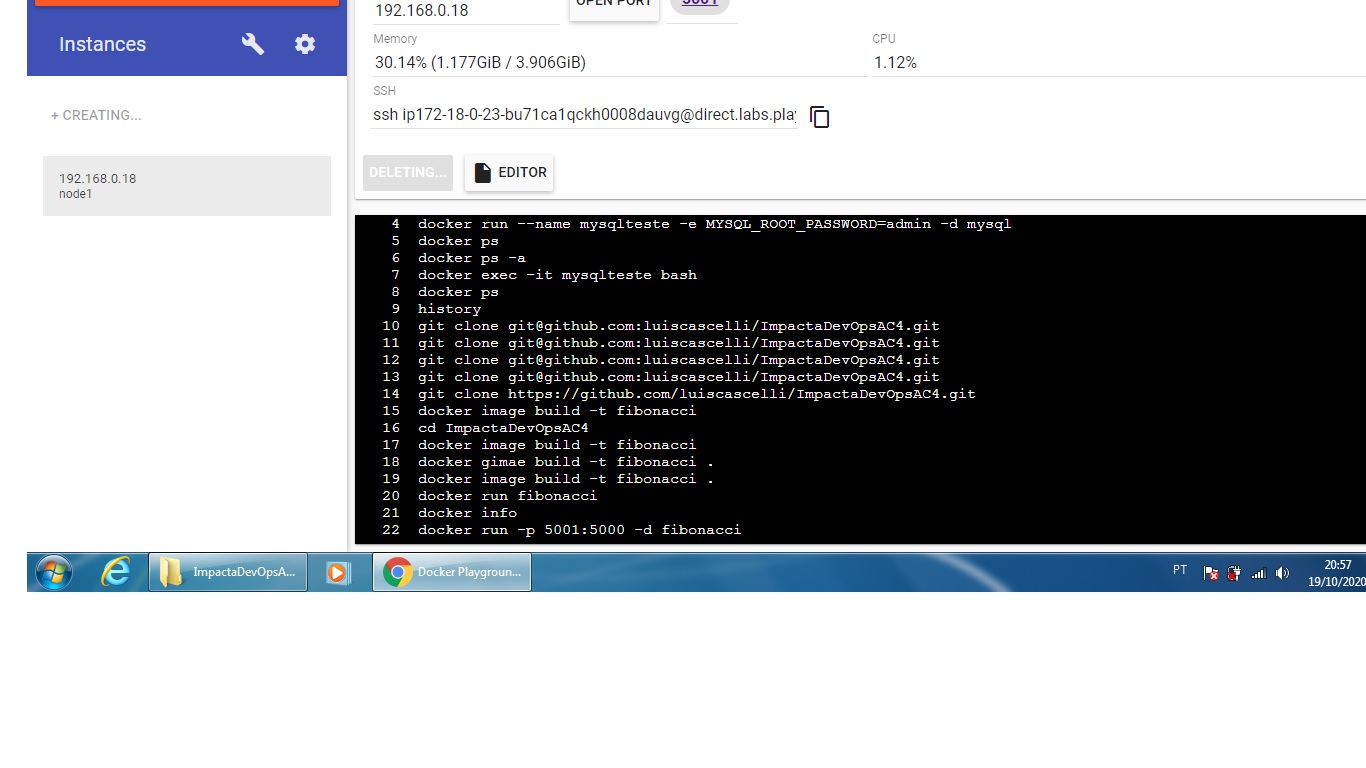 192.168.0.18
OPEN PORT
5001
Instances
Memory
CPU
30.14% (1.177GiB / 3.906GiB)
1.12%
SSH
+ CREATING...
ssh ip172-18-0-23-bu71ca1qckh0008dauvg@direct.labs.play
DELETING...
EDITOR
192.168.0.18
node1
4 docker run --name mysqlteste -e MYSQL_ROOT_PASSWORD=admin -d mysql
5 docker ps
6 docker ps -a
7 docker exec -it mysqlteste bash
8 docker ps
9 history
10 git clone git@github.com:luiscascelli/ImpactaDevOpsAC4.git
11 git clone git@github.com:luiscascelli/ImpactaDevOpsAC4.git
12 git clone git@github.com:luiscascelli/ImpactaDevOpsAC4.git
13 git clone git@github.com:luiscascelli/ImpactaDevOpsAC4.git
14 git clone https://github.com/luiscascelli/ImpactaDevOpsAC4.git
15 docker image build -t fibonacci
16 cd ImpactaDevOpsAC4
17 docker image build -t fibonacci
18 docker gimae build -t fibonacci .
19 docker image build -t fibonacci .
20 docker run fibonacci
21 docker info
22 docker run -p 5001:5000 -d fibonacci
ImpactaDevOpsA...
Docker Playgroun...
PT
20:57
19/10/2020